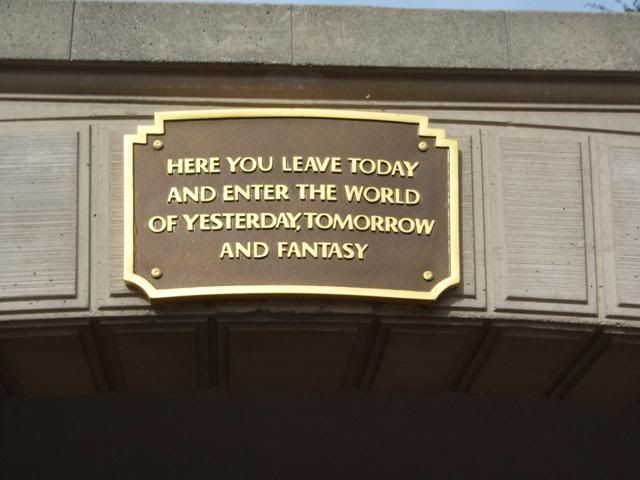 HERE YOU LEAVE TODAY
AND ENTER THE WORLD
OF YESTERDAY, TOMORROW
AND FANTASY